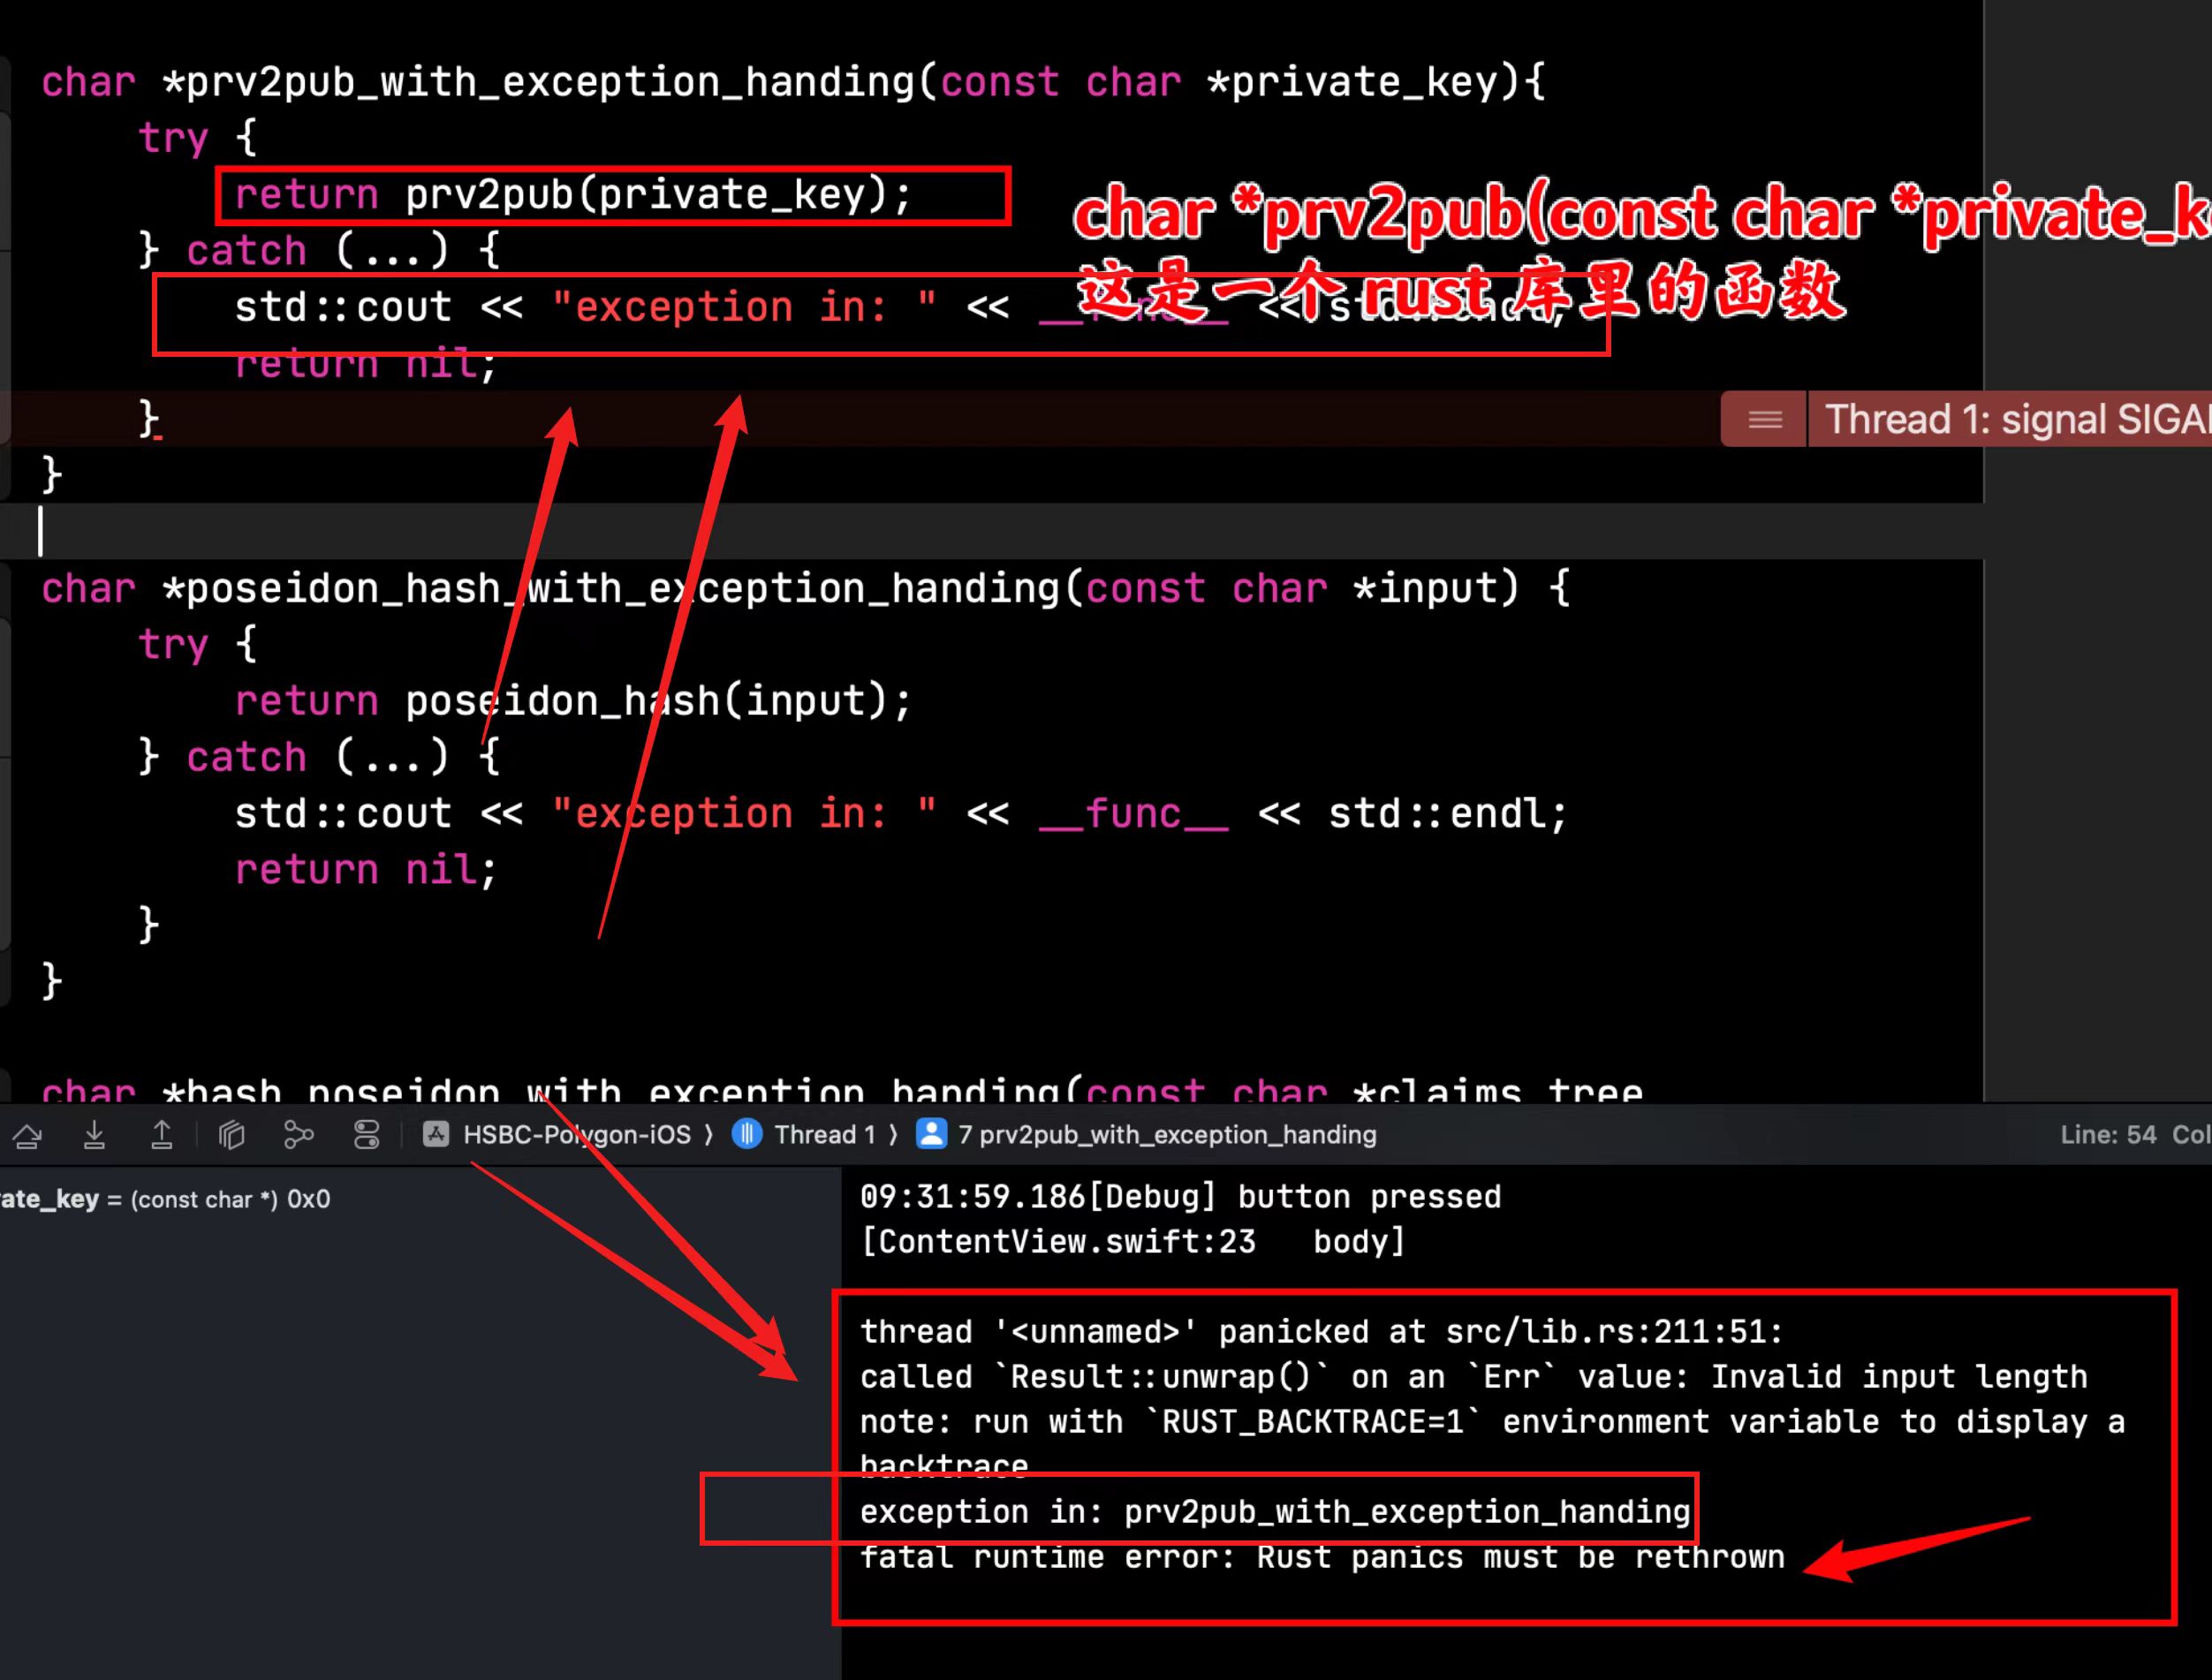 char *prv2pub_with_exception_handing(const char *private_key){
try {
return prv2pub(private_key);
char *prv2pub(const char *private_k
} catch (...) {
这是一个 rust 库里的函数
std::cout << "exception in: " << __func__ << std::endl;
return nil;
}
Thread 1: signal SIGA
}
char *poseidon_hash_with_exception_handing(const char *input) {
try {
return poseidon_hash(input);
} catch (...) {
std::cout << "exception in: " << __func__ << std::endl;
return nil;
}
}
char *hash_poseidon_with_exception_handing(const char *claims_tree
HSBC-Polygon-iOS ⟩ Thread 1 ⟩ 7 prv2pub_with_exception_handing
Line: 54 Col
ate_key = (const char *) 0x0
09:31:59.186[Debug] button pressed
[ContentView.swift:23 body]
thread '<unnamed>' panicked at src/lib.rs:211:51:
called `Result::unwrap()` on an `Err` value: Invalid input length
note: run with `RUST_BACKTRACE=1` environment variable to display a
backtrace
exception in: prv2pub_with_exception_handing
fatal runtime error: Rust panics must be rethrown